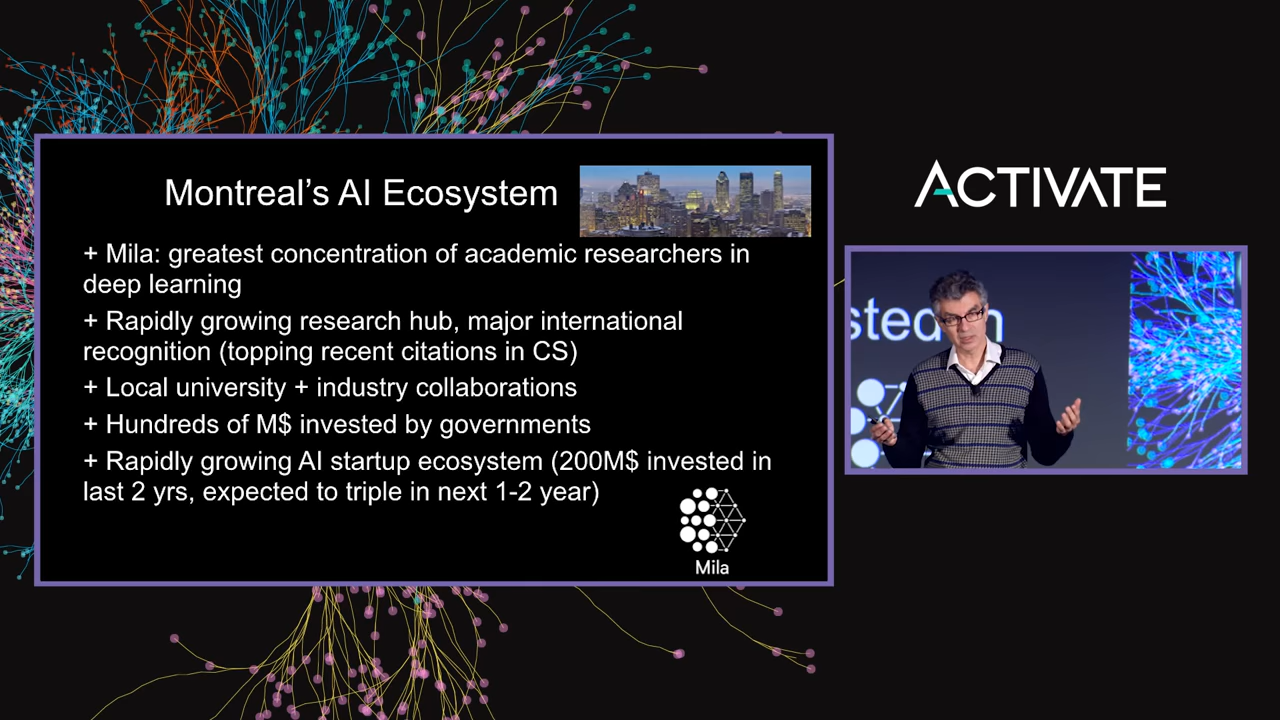 Montreal's AI Ecosystem
+ Mila: greatest concentration of academic researchers in
deep learning
+ Rapidly growing research hub, major international
recognition (topping recent citations in CS)
+ Local university + industry collaborations
+ Hundreds of M$ invested by governments
+ Rapidly growing AI startup ecosystem (200M$ invested in
last 2 yrs, expected to triple in next 1-2 year)
Mila
ACTIVATE